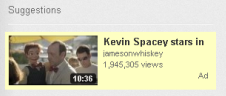 Suggestions
Kevin Spacey stars in
jamesonwhiskey
1,945,305 views
10:36
Ad